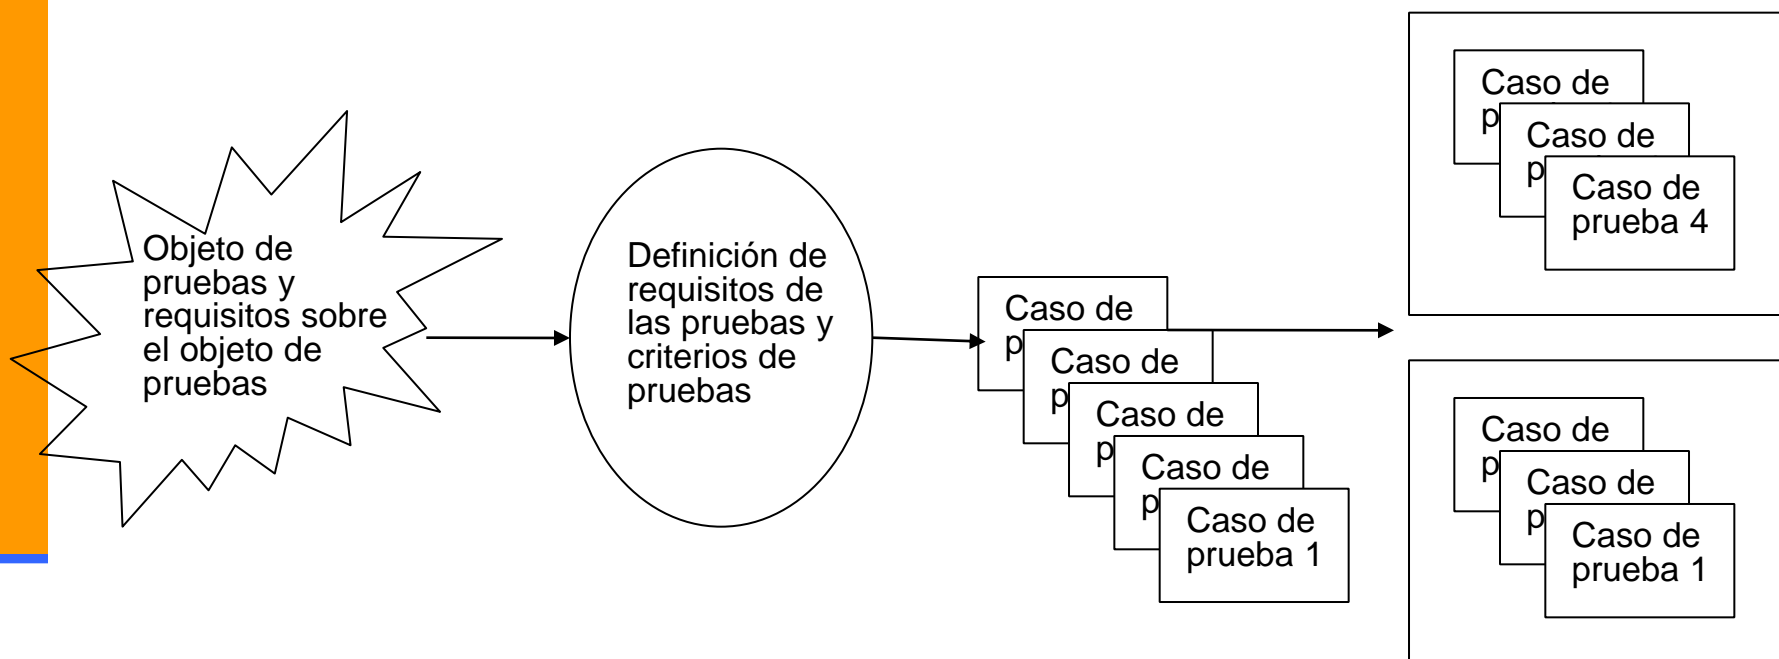 Objeto de
pruebas y
requisitos sobre
el objeto de
pruebas
Definición de
requisitos de
las pruebas y
criterios de
pruebas
Caso de
p
Caso de
p
Caso de
p
Caso de
p
Caso de
prueba 1
Caso de
p
Caso de
p
Caso de
prueba 4
Caso de
p
Caso de
p
Caso de
prueba 1